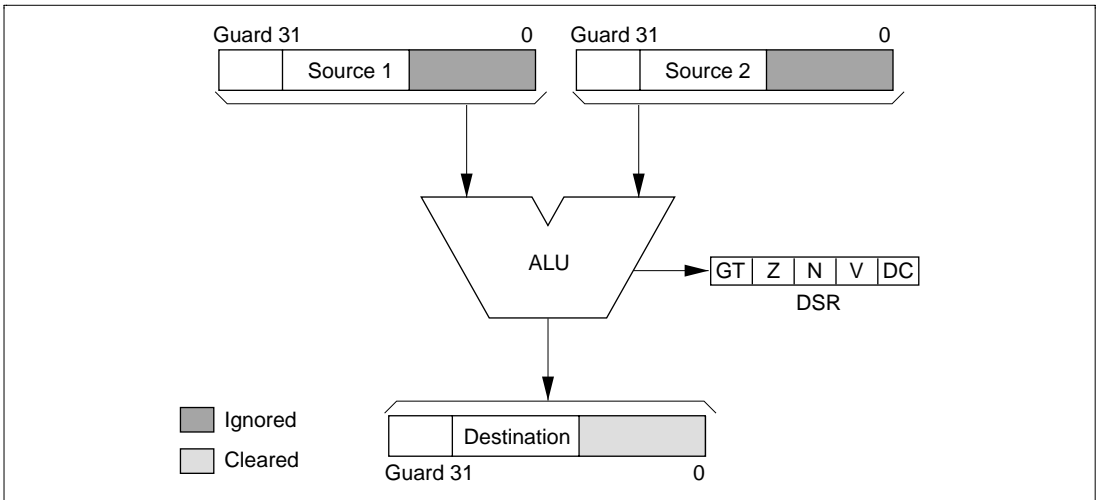 Guard 31 0 Guard 31 0
Source 1 Source 2
ALU
GT Z N V DC
DSR
Ignored
Cleared
Destination
Guard 31 0